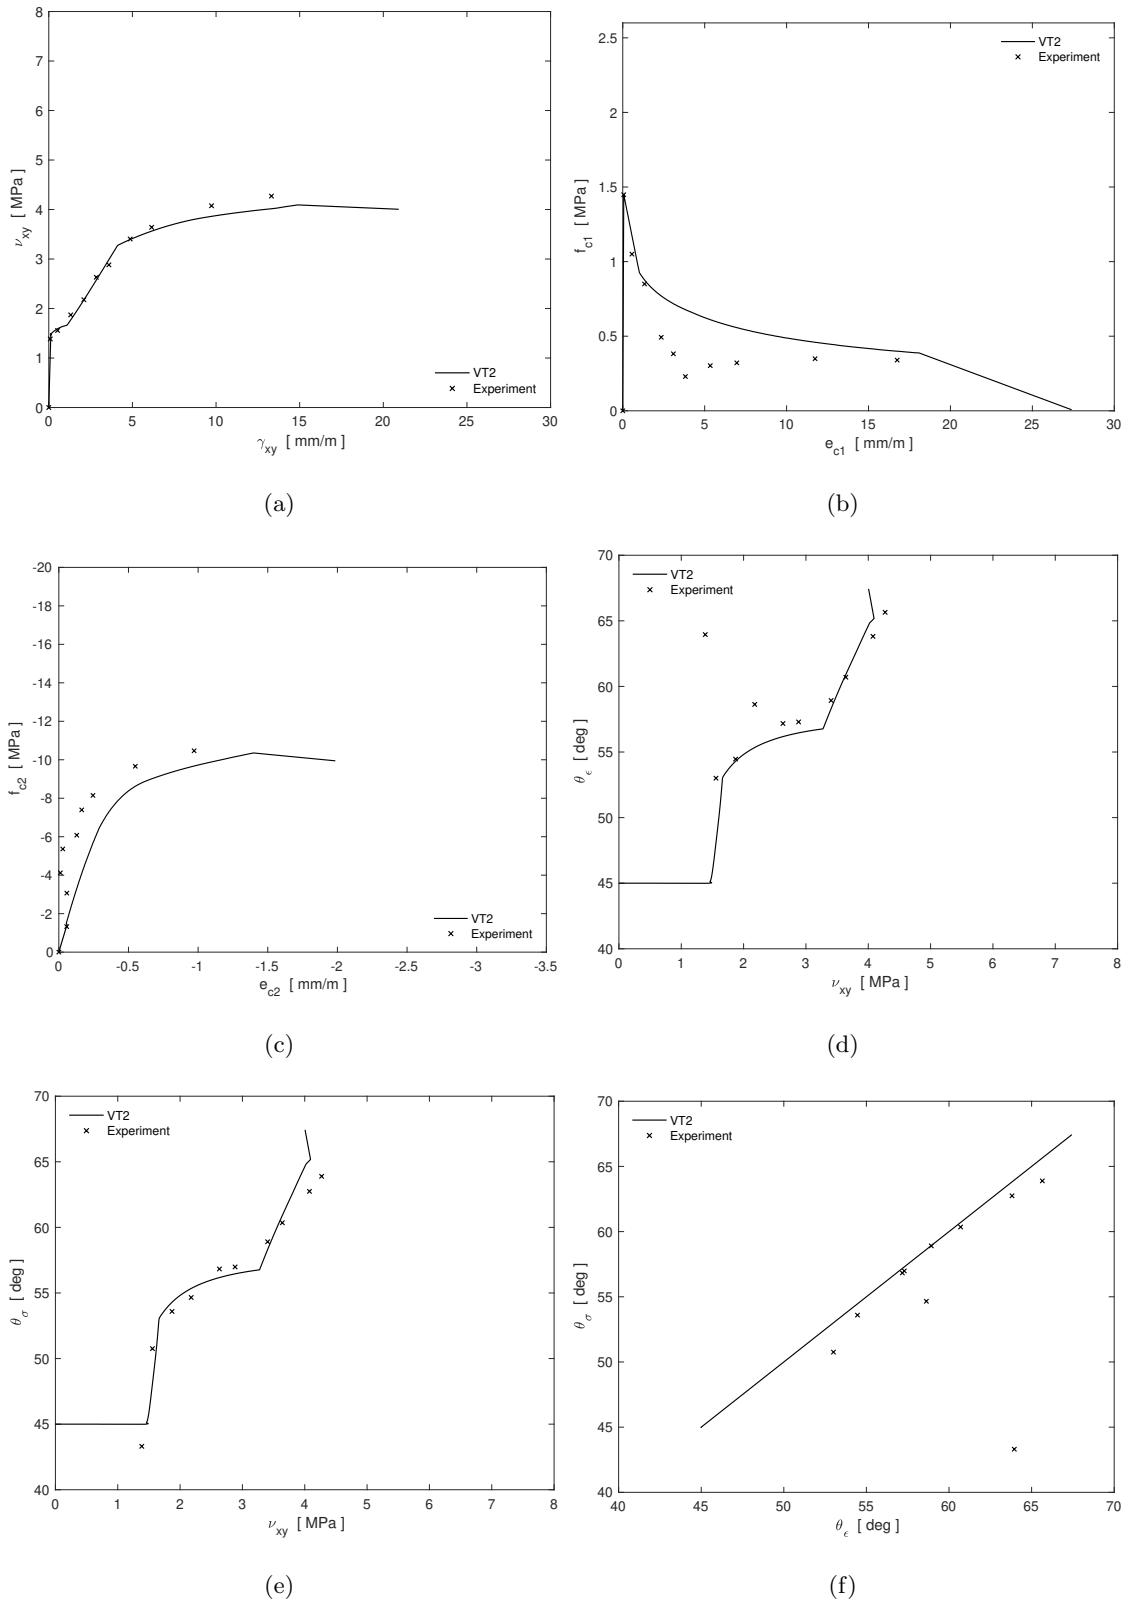 8
7
6
5
4
3
2
1
0
ν_xy [ MPa ]
VT2
Experiment
0 5 10 15 20 25 30
γ_xy [ mm/m ]
(a)
2.5
2
1.5
1
0.5
0
f_c1 [ MPa ]
VT2
Experiment
0 5 10 15 20 25 30
e_c1 [ mm/m ]
(b)
-20
-18
-16
-14
-12
-10
-8
-6
-4
-2
0
f_c2 [ MPa ]
VT2
Experiment
0 -0.5 -1 -1.5 -2 -2.5 -3 -3.5
e_c2 [ mm/m ]
(c)
70
65
60
55
50
45
40
θ_ϵ [ deg ]
VT2
Experiment
0 1 2 3 4 5 6 7 8
ν_xy [ MPa ]
(d)
70
65
60
55
50
45
40
θ_σ [ deg ]
VT2
Experiment
0 1 2 3 4 5 6 7 8
ν_xy [ MPa ]
(e)
70
65
60
55
50
45
40
θ_σ [ deg ]
VT2
Experiment
40 45 50 55 60 65 70
θ_ϵ [ deg ]
(f)